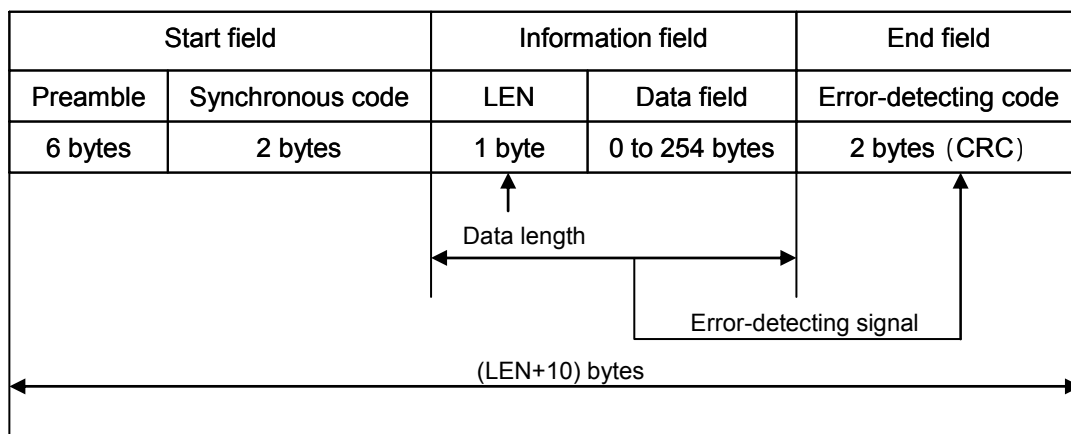 Start field Information field End field
Preamble Synchronous code LEN Data field Error-detecting code
6 bytes 2 bytes 1 byte 0 to 254 bytes 2 bytes (CRC)
Data length
Error-detecting signal
(LEN+10) bytes